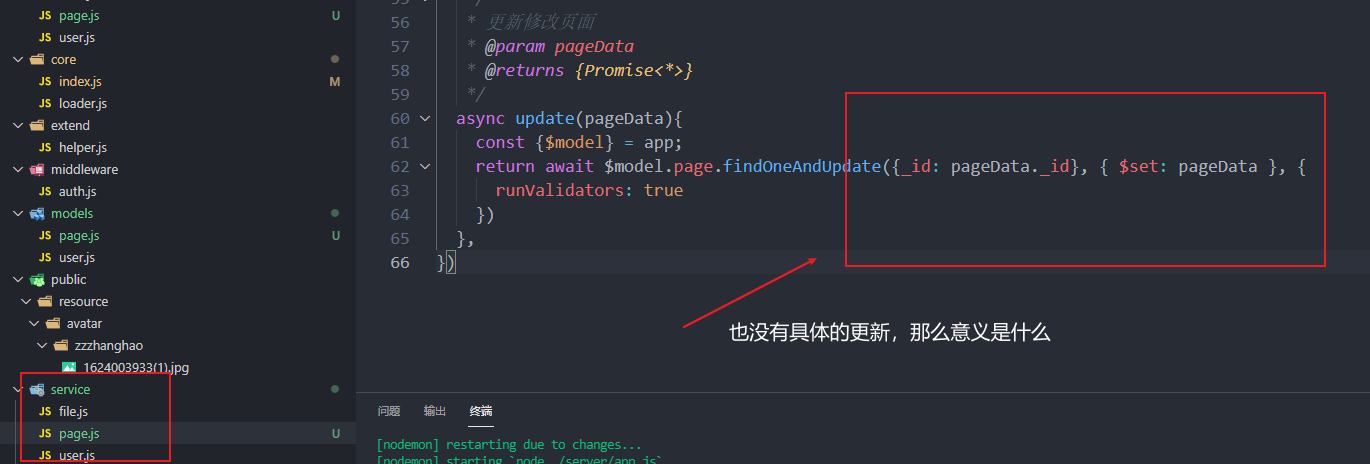 JS page.js U
JS user.js
core
JS index.js M
JS loader.js
extend
JS helper.js
middleware
JS auth.js
models
JS page.js U
JS user.js
public
resource
avatar
zzzhanghao
1624003933(1).jpg
service
JS file.js
JS page.js U
JS user.js
56 * 更新修改页面
57 * @param pageData
58 * @returns {Promise<*>}
59 */
60 async update(pageData){
61 const {$model} = app;
62 return await $model.page.findOneAndUpdate({_id: pageData._id}, { $set: pageData }, {
63 runValidators: true
64 })
65 },
66 })
也没有具体的更新，那么意义是什么
问题 输出 终端
[nodemon] restarting due to changes...
[nodemon] starting `node ./server/app.js`